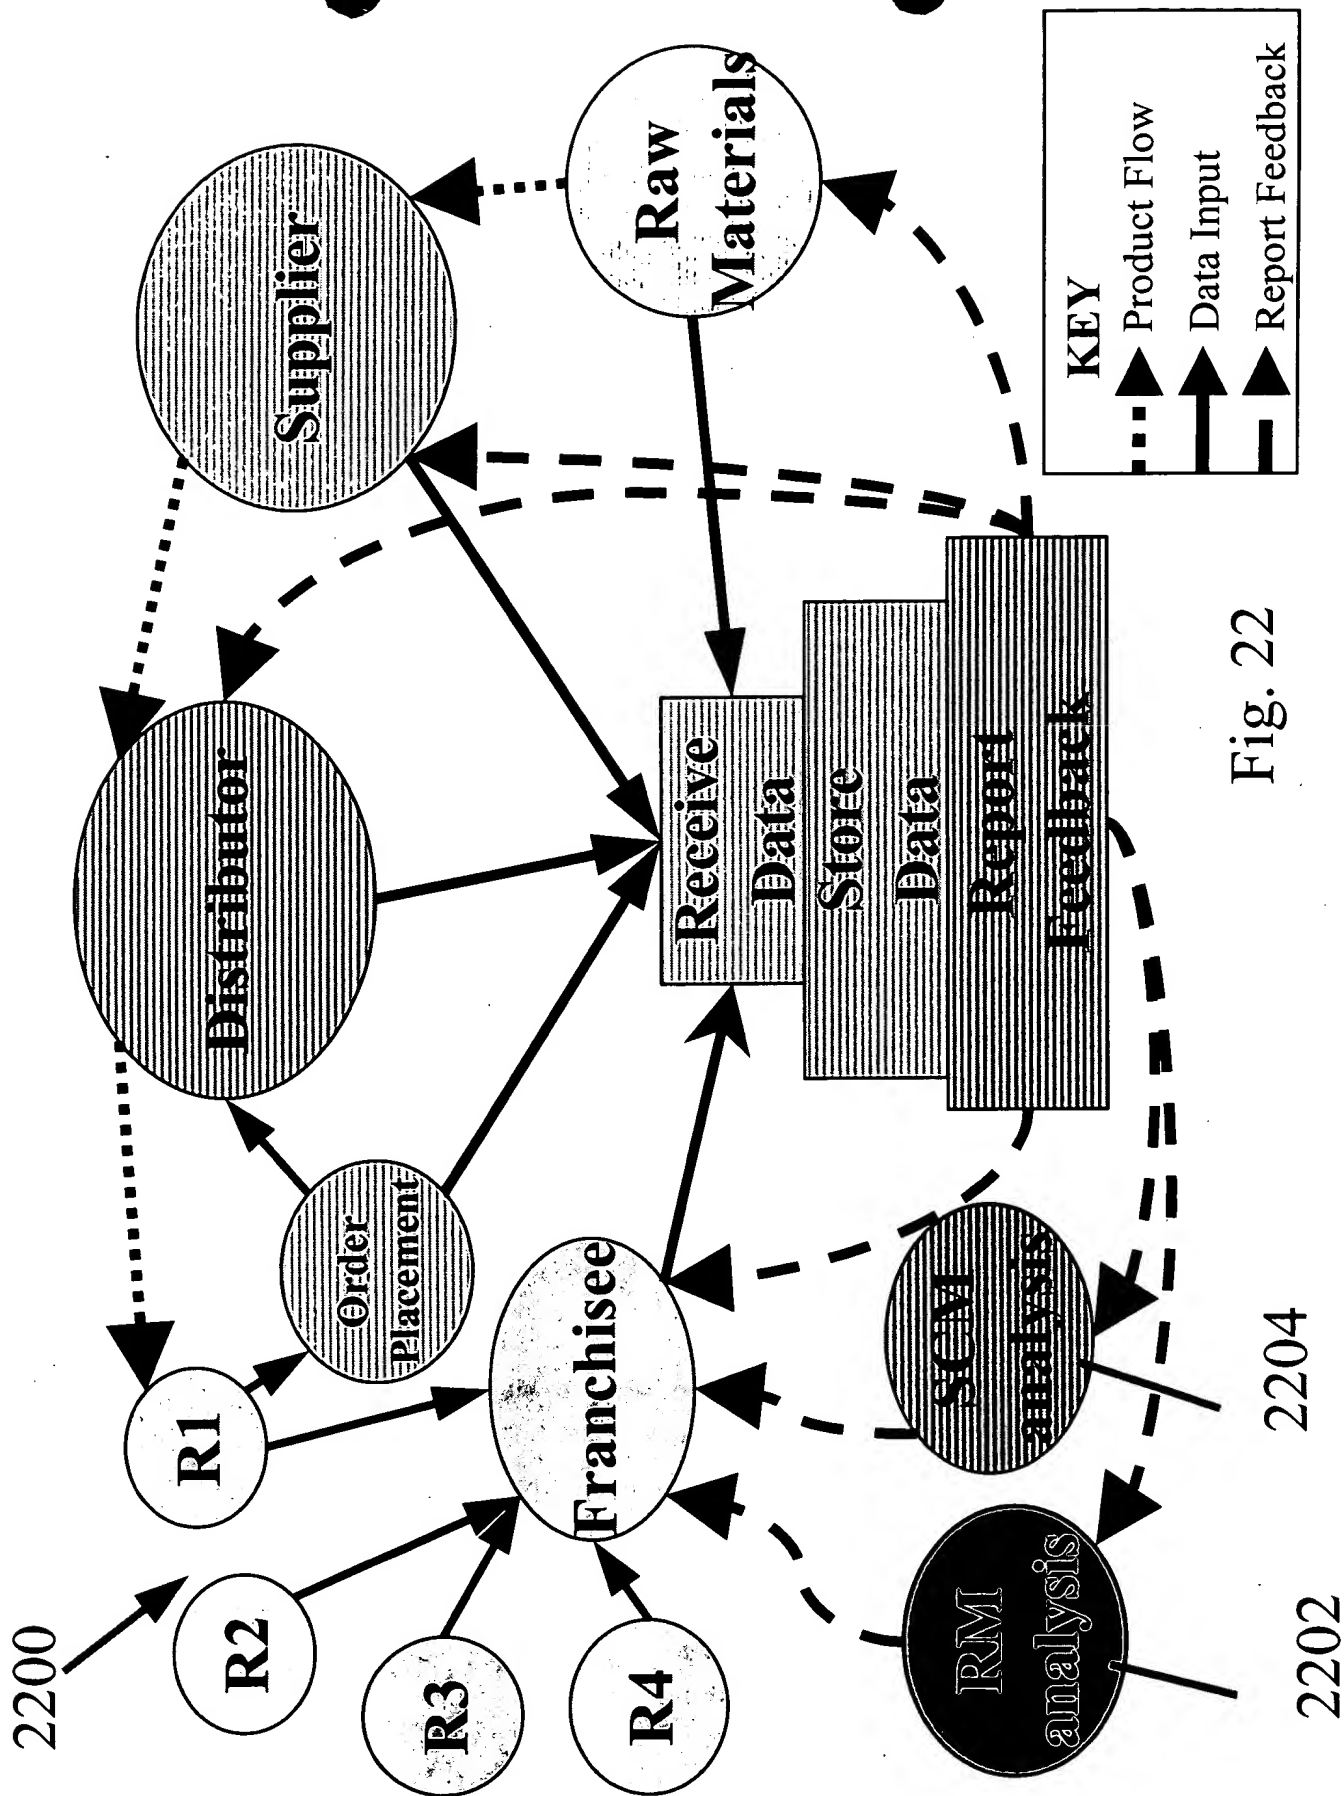 2200
R1
Distributor
Supplier
R2
Order
Placement
R3
Franchisee
R4
Raw
Materials
Receive
Data
Store
Data
Report
Feedback
SCM
analysis
RM
analysis
KEY
Product Flow
Data Input
Report Feedback
2202
2204
Fig. 22